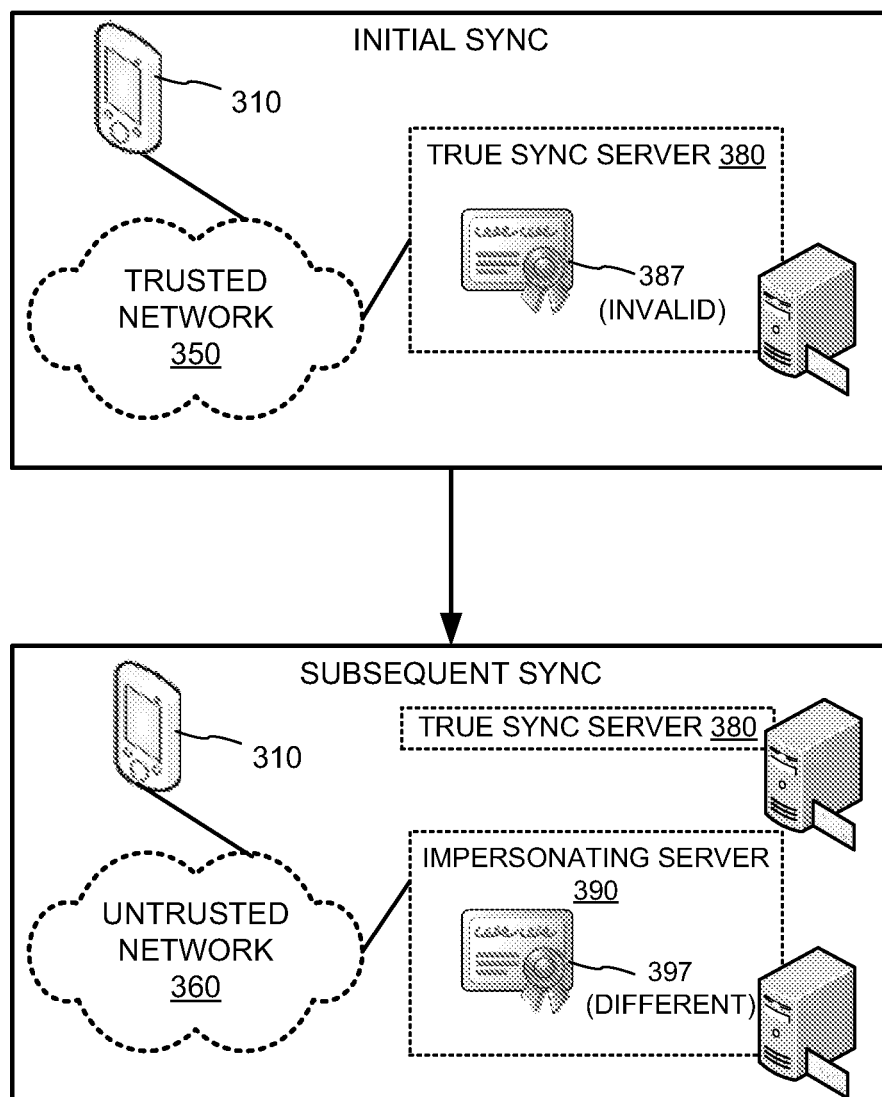 INITIAL SYNC
310
TRUE SYNC SERVER 380
387
(INVALID)
TRUSTED
NETWORK
350
SUBSEQUENT SYNC
TRUE SYNC SERVER 380
310
IMPERSONATING SERVER
390
UNTRUSTED
NETWORK
360
397
(DIFFERENT)